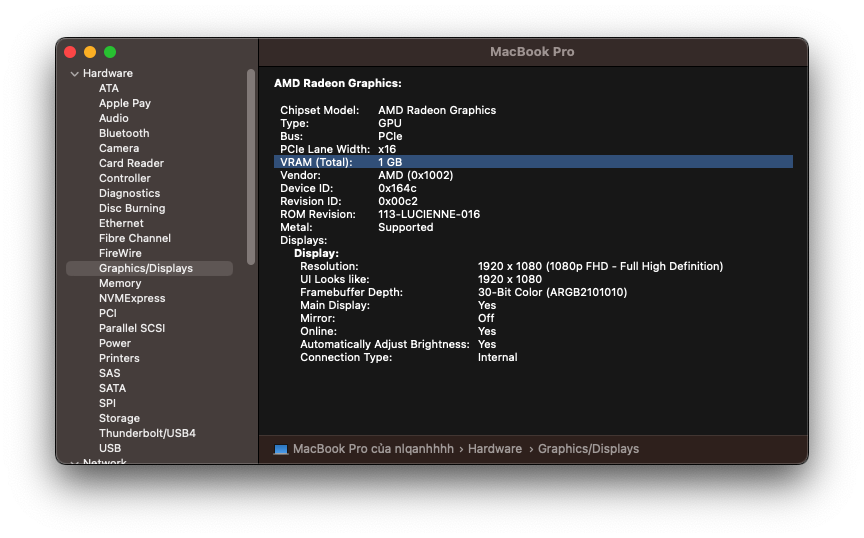 MacBook Pro
Hardware
ATA
Apple Pay
Audio
Bluetooth
Camera
Card Reader
Controller
Diagnostics
Disc Burning
Ethernet
Fibre Channel
FireWire
Graphics/Displays
Memory
NVMExpress
PCI
Parallel SCSI
Power
Printers
SAS
SATA
SPI
Storage
Thunderbolt/USB4
USB
Network
AMD Radeon Graphics:
Chipset Model: AMD Radeon Graphics
Type: GPU
Bus: PCIe
PCIe Lane Width: x16
VRAM (Total): 1 GB
Vendor: AMD (0x1002)
Device ID: 0x164c
Revision ID: 0x00c2
ROM Revision: 113-LUCIENNE-016
Metal: Supported
Displays:
Display:
Resolution: 1920 x 1080 (1080p FHD - Full High Definition)
UI Looks like: 1920 x 1080
Framebuffer Depth: 30-Bit Color (ARGB2101010)
Main Display: Yes
Mirror: Off
Online: Yes
Automatically Adjust Brightness: Yes
Connection Type: Internal
MacBook Pro của nlqanhhhh › Hardware › Graphics/Displays